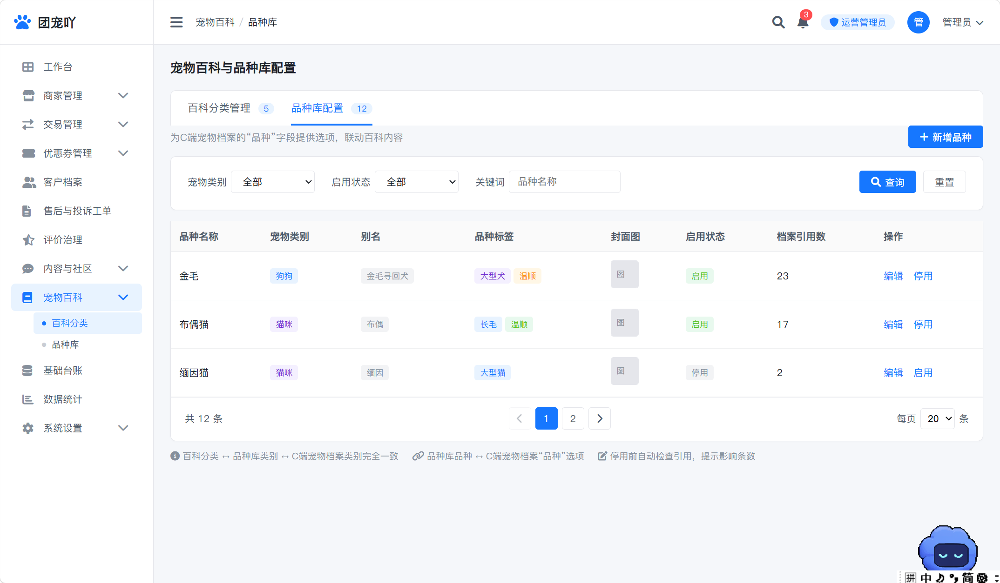 团宠吖
宠物百科 / 品种库
3
运营管理员
管
管理员
工作台
商家管理
交易管理
优惠券管理
客户档案
售后与投诉工单
评价治理
内容与社区
宠物百科
百科分类
品种库
基础台账
数据统计
系统设置
宠物百科与品种库配置
百科分类管理 5 品种库配置 12
为C端宠物档案的“品种”字段提供选项，联动百科内容
新增品种
宠物类别 全部 启用状态 全部 关键词 品种名称 查询 重置
品种名称 宠物类别 别名 品种标签 封面图 启用状态 档案引用数 操作
金毛 狗狗 金毛寻回犬 大型犬 温顺 图 启用 23 编辑 停用
布偶猫 猫咪 布偶 长毛 温顺 图 启用 17 编辑 停用
缅因猫 猫咪 缅因 大型猫 图 停用 2 编辑 启用
共 12 条 1 2 每页 20 条
百科分类 ↔ 品种库类别 ↔ C端宠物档案类别完全一致 品种库品种 ↔ C端宠物档案“品种”选项 停用前自动检查引用，提示影响条数
拼 中 简